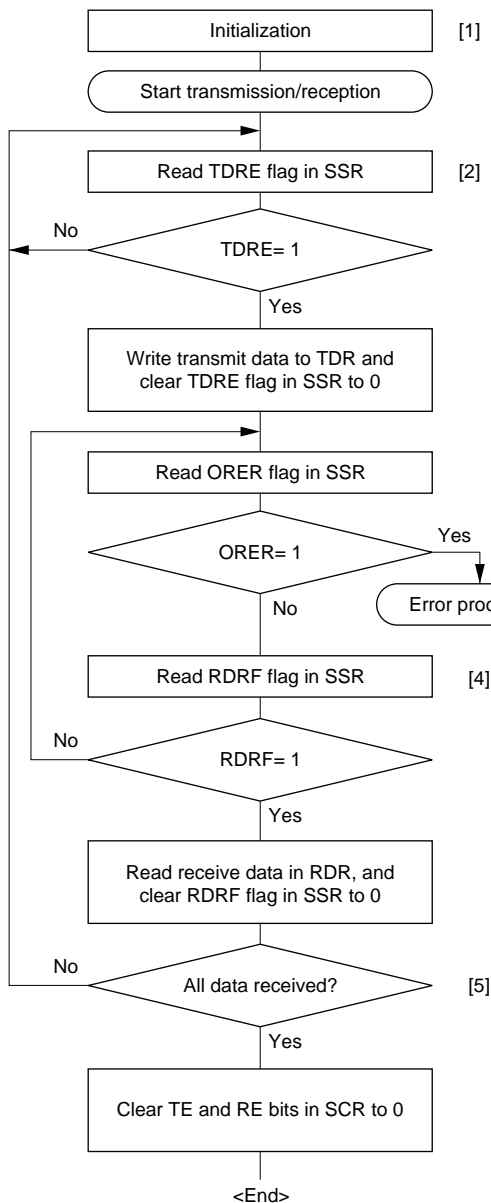 Initialization [1]
Start transmission/reception
Read TDRE flag in SSR [2]
No
TDRE= 1
Yes
Write transmit data to TDR and
clear TDRE flag in SSR to 0
Read ORER flag in SSR
Yes
ORER= 1
Error
No
Read RDRF flag in SSR [4]
No
RDRF= 1
Yes
Read receive data in RDR, and
clear RDRF flag in SSR to 0
No
All data received? [5]
Yes
Clear TE and RE bits in SCR to 0
<End>